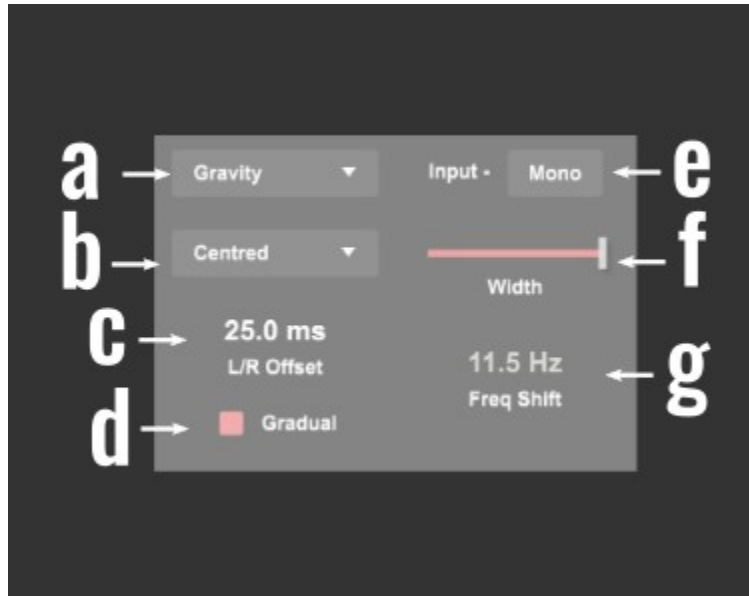 a Gravity Input - Mono e
b Centred f
Width
c 25.0 ms
L/R Offset
11.5 Hz g
Freq Shift
d Gradual